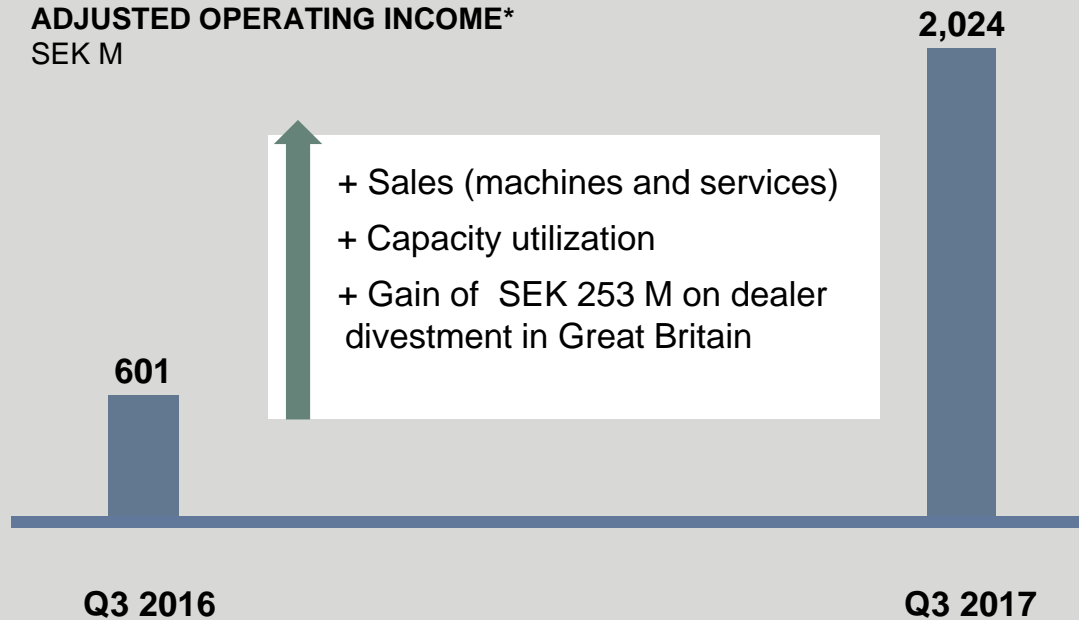 ADJUSTED OPERATING INCOME*
SEK M
2,024
+ Sales (machines and services)
+ Capacity utilization
+ Gain of  SEK 253 M on dealer
divestment in Great Britain
601
Q3 2016
Q3 2017